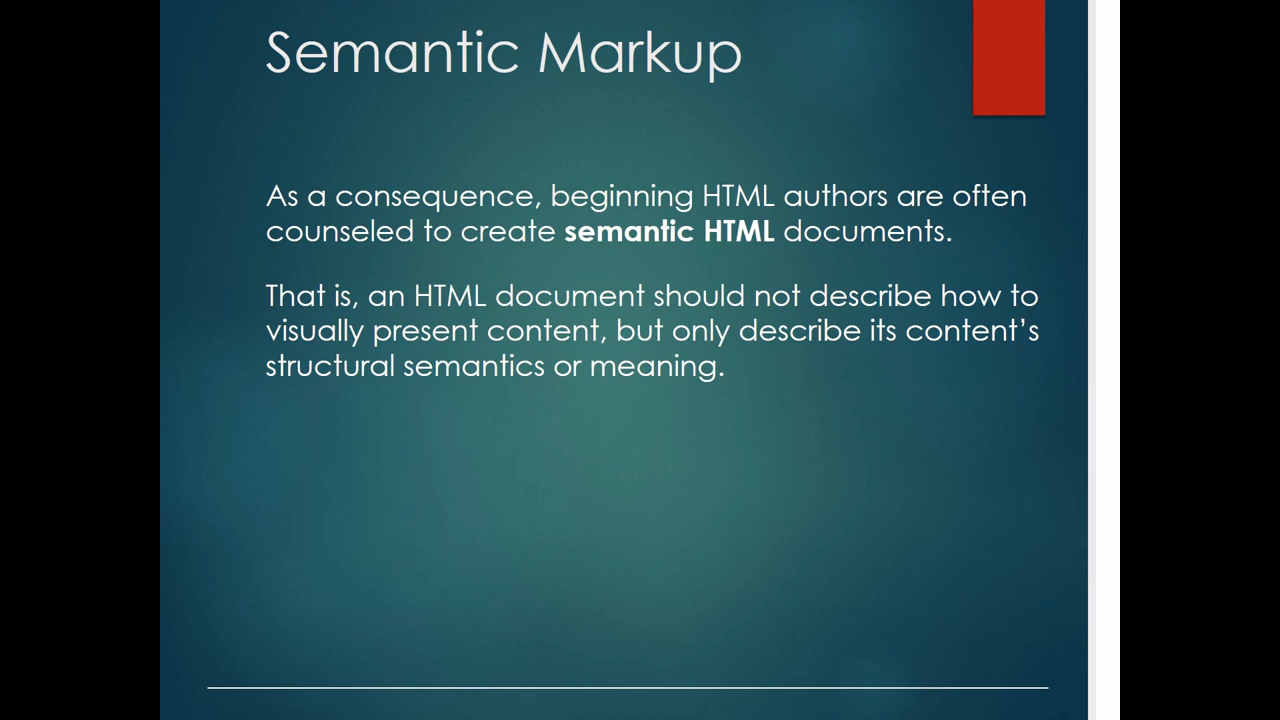 Semantic Markup
As a consequence, beginning HTML authors are often
counseled to create semantic HTML documents.
That is, an HTML document should not describe how to
visually present content, but only describe its content’s
structural semantics or meaning.